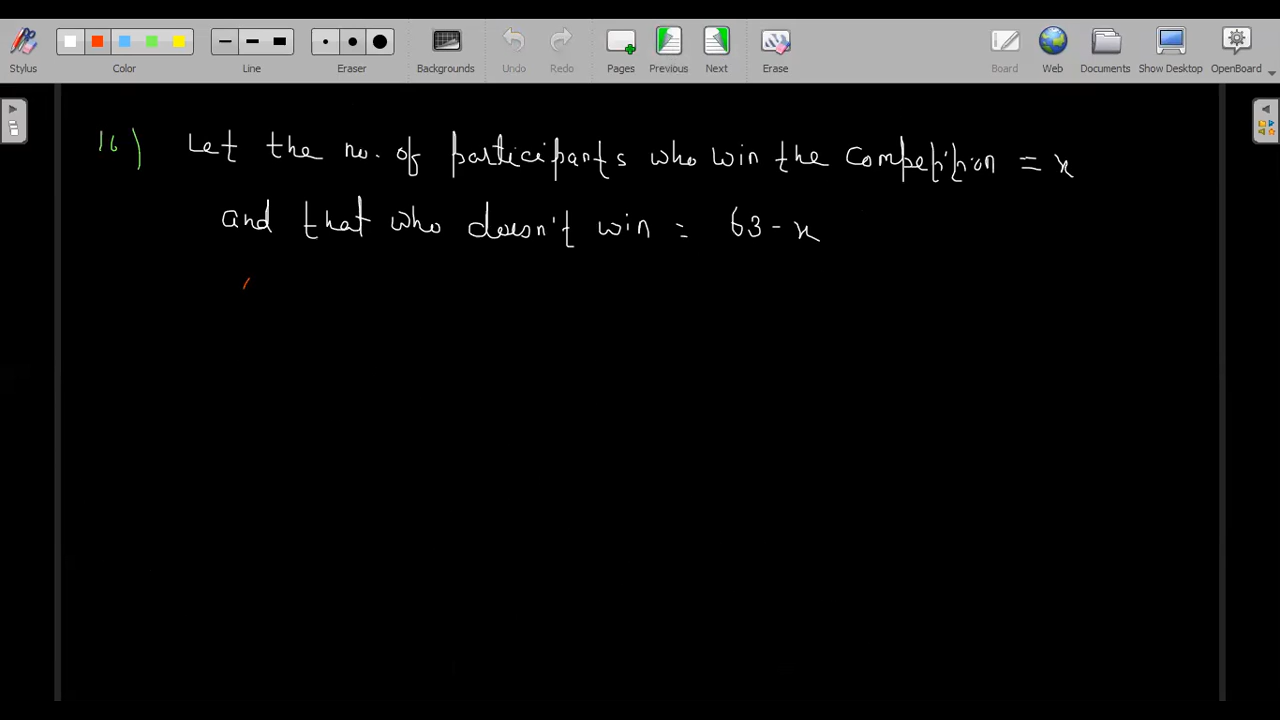 Stylus Color Line Eraser Backgrounds Undo Redo Pages Previous Next Erase Board Web Documents Show Desktop OpenBoard
16) Let the no. of participants who win the competition = x
and that who doesn't win = 63 - x